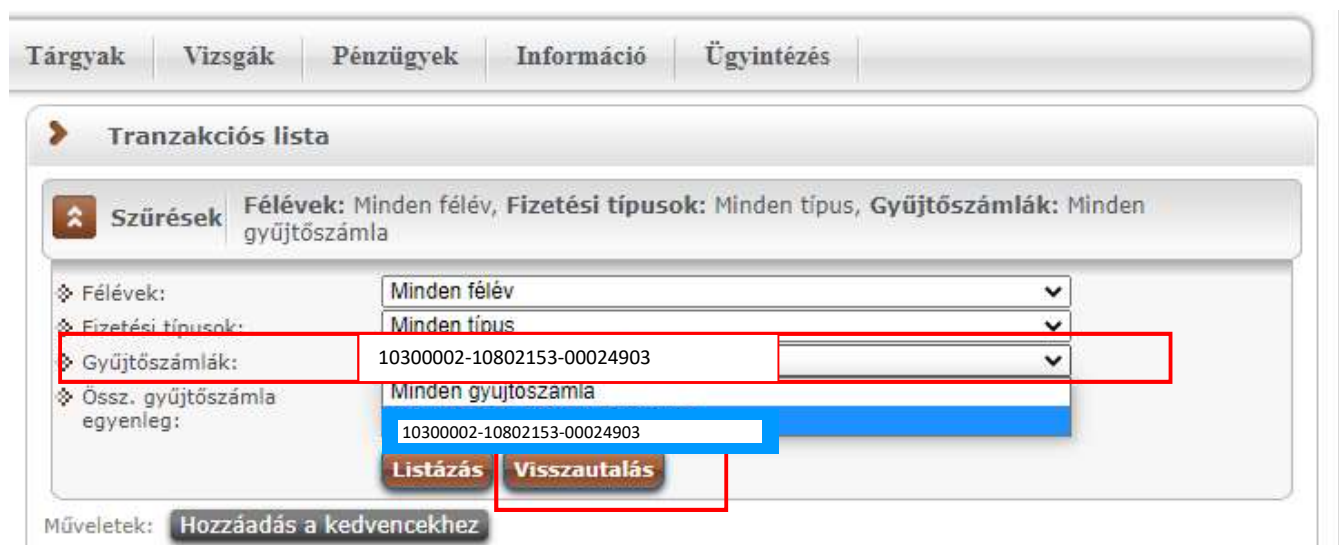 Tárgyak Vizsgák Pénzügyek Információ Ügyintézés
Tranzakciós lista
Szűrések Félévek: Minden félév, Fizetési típusok: Minden típus, Gyűjtőszámlák: Minden
gyűjtőszámla
Félévek: Minden félév
Fizetési típusok: Minden típus
Gyűjtőszámlák: 10300002-10802153-00024903
Össz. gyűjtőszámla Minden gyűjtőszámla
egyenleg: 10300002-10802153-00024903
Listázás Visszautalás
Műveletek: Hozzáadás a kedvencekhez